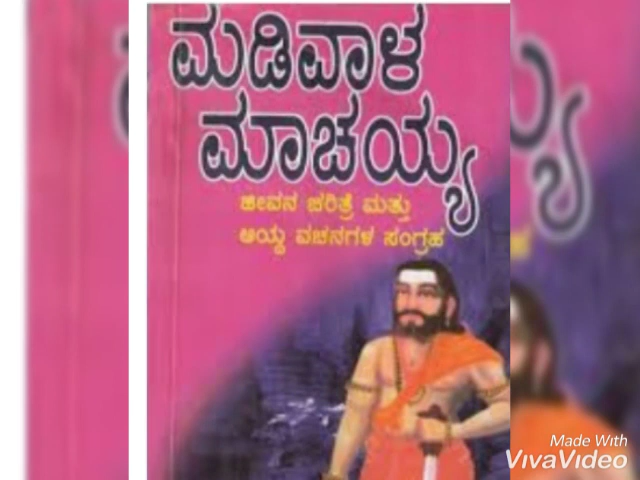 ಮಡಿವಾಳ
ಮಾಚಯ್ಯ
ಜೀವನ ಚರಿತ್ರೆ ಮತ್ತು
ಆಯ್ದ ವಚನಗಳ ಸಂಗ್ರಹ
Made With
VivaVideo